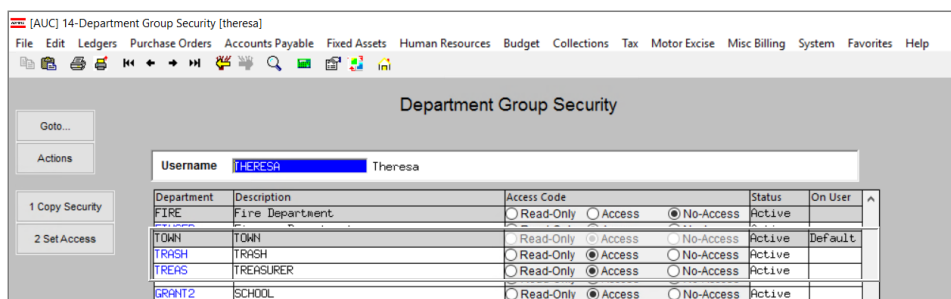 [AUC] 14-Department Group Security [theresa]
File Edit Ledgers Purchase Orders Accounts Payable Fixed Assets Human Resources Budget Collections Tax Motor Excise Misc Billing System Favorites Help
Department Group Security
Goto...
Actions
Username THERESA Theresa
1 Copy Security
2 Set Access
Department Description Access Code Status On User
FIRE Fire Department Read-Only Access No-Access Active
TOWN TOWN Read-Only Access No-Access Active Default
TRASH TRASH Read-Only Access No-Access Active
TREAS TREASURER Read-Only Access No-Access Active
GRANT2 SCHOOL Read-Only Access No-Access Active